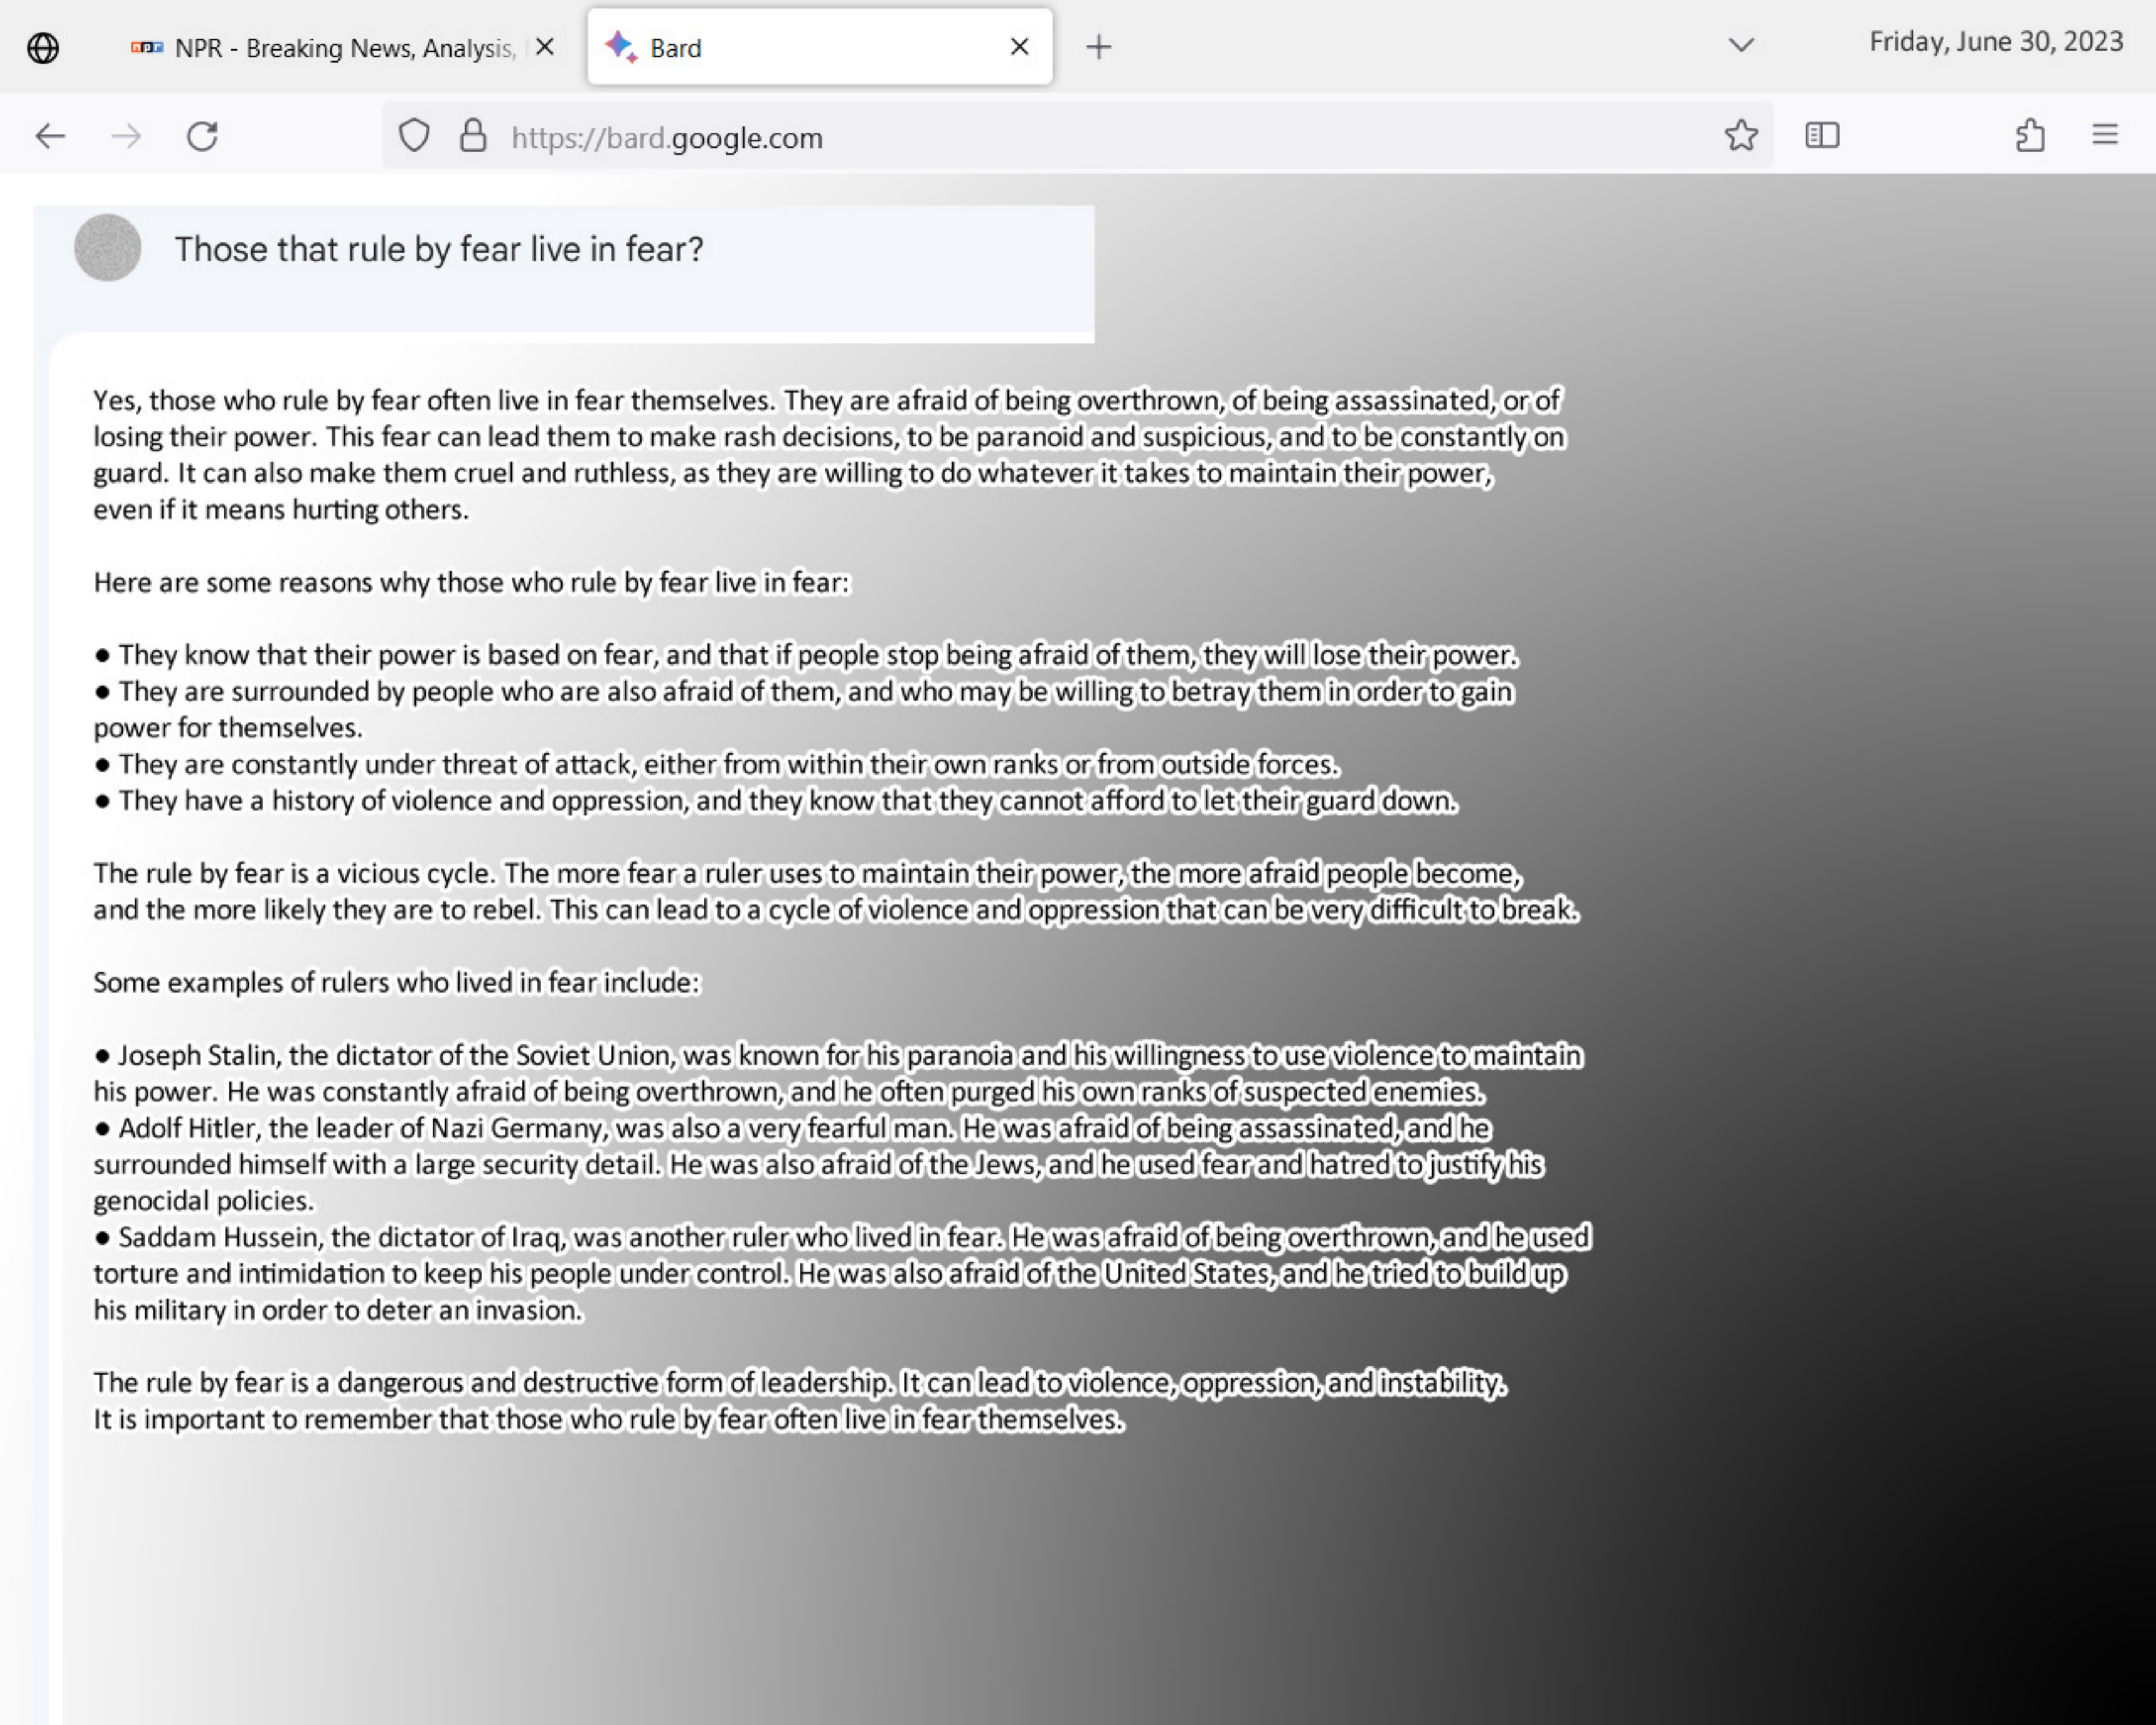 NPR - Breaking News, Analysis,
Bard
Friday, June 30, 2023
https://bard.google.com
Those that rule by fear live in fear?
Yes, those who rule by fear often live in fear themselves. They are afraid of being overthrown, of being assassinated, or of
losing their power. This fear can lead them to make rash decisions, to be paranoid and suspicious, and to be constantly on
guard. It can also make them cruel and ruthless, as they are willing to do whatever it takes to maintain their power,
even if it means hurting others.
Here are some reasons why those who rule by fear live in fear:
● They know that their power is based on fear, and that if people stop being afraid of them, they will lose their power.
● They are surrounded by people who are also afraid of them, and who may be willing to betray them in order to gain
power for themselves.
● They are constantly under threat of attack, either from within their own ranks or from outside forces.
● They have a history of violence and oppression, and they know that they cannot afford to let their guard down.
The rule by fear is a vicious cycle. The more fear a ruler uses to maintain their power, the more afraid people become,
and the more likely they are to rebel. This can lead to a cycle of violence and oppression that can be very difficult to break.
Some examples of rulers who lived in fear include:
● Joseph Stalin, the dictator of the Soviet Union, was known for his paranoia and his willingness to use violence to maintain
his power. He was constantly afraid of being overthrown, and he often purged his own ranks of suspected enemies.
● Adolf Hitler, the leader of Nazi Germany, was also a very fearful man. He was afraid of being assassinated, and he
surrounded himself with a large security detail. He was also afraid of the Jews, and he used fear and hatred to justify his
genocidal policies.
● Saddam Hussein, the dictator of Iraq, was another ruler who lived in fear. He was afraid of being overthrown, and he used
torture and intimidation to keep his people under control. He was also afraid of the United States, and he tried to build up
his military in order to deter an invasion.
The rule by fear is a dangerous and destructive form of leadership. It can lead to violence, oppression, and instability.
It is important to remember that those who rule by fear often live in fear themselves.